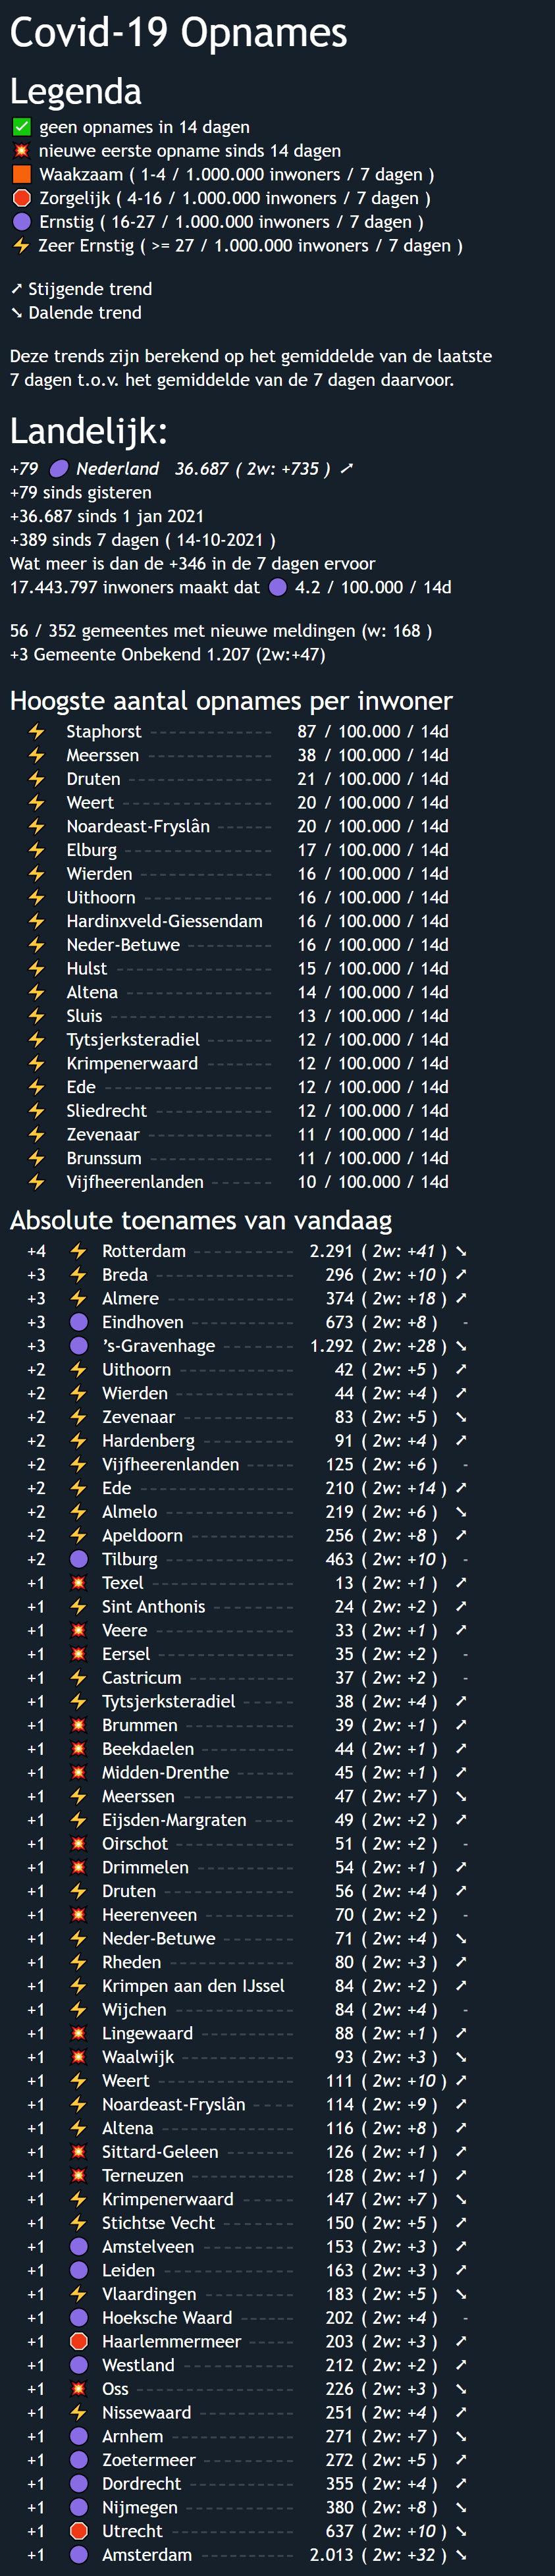 Covid-19 Opnames
Legenda
✅ geen opnames in 14 dagen
💥 nieuwe eerste opname sinds 14 dagen
🟧 Waakzaam ( 1-4 / 1.000.000 inwoners / 7 dagen )
🛑 Zorgelijk ( 4-16 / 1.000.000 inwoners / 7 dagen )
🟣 Ernstig ( 16-27 / 1.000.000 inwoners / 7 dagen )
⚡ Zeer Ernstig ( >= 27 / 1.000.000 inwoners / 7 dagen )
➚ Stijgende trend
➘ Dalende trend
Deze trends zijn berekend op het gemiddelde van de laatste
7 dagen t.o.v. het gemiddelde van de 7 dagen daarvoor.
Landelijk:
+79 🟣 Nederland 36.687 ( 2w: +735 ) ➚
+79 sinds gisteren
+36.687 sinds 1 jan 2021
+389 sinds 7 dagen ( 14-10-2021 )
Wat meer is dan de +346 in de 7 dagen ervoor
17.443.797 inwoners maakt dat 🟣 4.2 / 100.000 / 14d
56 / 352 gemeentes met nieuwe meldingen (w: 168 )
+3 Gemeente Onbekend 1.207 (2w:+47)
Hoogste aantal opnames per inwoner
⚡ Staphorst 87 / 100.000 / 14d
⚡ Meerssen 38 / 100.000 / 14d
⚡ Druten 21 / 100.000 / 14d
⚡ Weert 20 / 100.000 / 14d
⚡ Noardeast-Fryslân 20 / 100.000 / 14d
⚡ Elburg 17 / 100.000 / 14d
⚡ Wierden 16 / 100.000 / 14d
⚡ Uithoorn 16 / 100.000 / 14d
⚡ Hardinxveld-Giessendam 16 / 100.000 / 14d
⚡ Neder-Betuwe 16 / 100.000 / 14d
⚡ Hulst 15 / 100.000 / 14d
⚡ Altena 14 / 100.000 / 14d
⚡ Sluis 13 / 100.000 / 14d
⚡ Tytsjerksteradiel 12 / 100.000 / 14d
⚡ Krimpenerwaard 12 / 100.000 / 14d
⚡ Ede 12 / 100.000 / 14d
⚡ Sliedrecht 12 / 100.000 / 14d
⚡ Zevenaar 11 / 100.000 / 14d
⚡ Brunssum 11 / 100.000 / 14d
⚡ Vijfheerenlanden 10 / 100.000 / 14d
Absolute toenames van vandaag
+4 ⚡ Rotterdam 2.291 ( 2w: +41 ) ➘
+3 ⚡ Breda 296 ( 2w: +10 ) ➚
+3 ⚡ Almere 374 ( 2w: +18 ) ➚
+3 🟣 Eindhoven 673 ( 2w: +8 ) -
+3 🟣 ’s-Gravenhage 1.292 ( 2w: +28 ) ➘
+2 ⚡ Uithoorn 42 ( 2w: +5 ) ➚
+2 ⚡ Wierden 44 ( 2w: +4 ) ➚
+2 ⚡ Zevenaar 83 ( 2w: +5 ) ➘
+2 ⚡ Hardenberg 91 ( 2w: +4 ) ➚
+2 ⚡ Vijfheerenlanden 125 ( 2w: +6 ) -
+2 ⚡ Ede 210 ( 2w: +14 ) ➚
+2 ⚡ Almelo 219 ( 2w: +6 ) ➘
+2 ⚡ Apeldoorn 256 ( 2w: +8 ) ➚
+2 🟣 Tilburg 463 ( 2w: +10 ) -
+1 💥 Texel 13 ( 2w: +1 ) ➚
+1 ⚡ Sint Anthonis 24 ( 2w: +2 ) ➚
+1 💥 Veere 33 ( 2w: +1 ) ➚
+1 💥 Eersel 35 ( 2w: +2 ) -
+1 ⚡ Castricum 37 ( 2w: +2 ) -
+1 ⚡ Tytsjerksteradiel 38 ( 2w: +4 ) ➚
+1 💥 Brummen 39 ( 2w: +1 ) ➚
+1 💥 Beekdaelen 44 ( 2w: +1 ) ➚
+1 💥 Midden-Drenthe 45 ( 2w: +1 ) ➚
+1 ⚡ Meerssen 47 ( 2w: +7 ) ➘
+1 ⚡ Eijsden-Margraten 49 ( 2w: +2 ) ➚
+1 💥 Oirschot 51 ( 2w: +2 ) -
+1 💥 Drimmelen 54 ( 2w: +1 ) ➚
+1 ⚡ Druten 56 ( 2w: +4 ) ➚
+1 💥 Heerenveen 70 ( 2w: +2 ) -
+1 ⚡ Neder-Betuwe 71 ( 2w: +4 ) ➘
+1 ⚡ Rheden 80 ( 2w: +3 ) ➚
+1 ⚡ Krimpen aan den IJssel 84 ( 2w: +2 ) ➚
+1 ⚡ Wijchen 84 ( 2w: +4 ) -
+1 💥 Lingewaard 88 ( 2w: +1 ) ➚
+1 💥 Waalwijk 93 ( 2w: +3 ) ➘
+1 ⚡ Weert 111 ( 2w: +10 ) ➚
+1 ⚡ Noardeast-Fryslân 114 ( 2w: +9 ) ➚
+1 ⚡ Altena 116 ( 2w: +8 ) ➚
+1 💥 Sittard-Geleen 126 ( 2w: +1 ) ➚
+1 💥 Terneuzen 128 ( 2w: +1 ) ➚
+1 ⚡ Krimpenerwaard 147 ( 2w: +7 ) ➘
+1 ⚡ Stichtse Vecht 150 ( 2w: +5 ) ➚
+1 🟣 Amstelveen 153 ( 2w: +3 ) ➚
+1 🟣 Leiden 163 ( 2w: +3 ) ➚
+1 ⚡ Vlaardingen 183 ( 2w: +5 ) ➘
+1 🟣 Hoeksche Waard 202 ( 2w: +4 ) -
+1 🛑 Haarlemmermeer 203 ( 2w: +3 ) ➚
+1 🟣 Westland 212 ( 2w: +2 ) ➚
+1 💥 Oss 226 ( 2w: +3 ) ➘
+1 ⚡ Nissewaard 251 ( 2w: +4 ) ➚
+1 🟣 Arnhem 271 ( 2w: +7 ) ➘
+1 🟣 Zoetermeer 272 ( 2w: +5 ) ➚
+1 🟣 Dordrecht 355 ( 2w: +4 ) ➚
+1 🟣 Nijmegen 380 ( 2w: +8 ) ➘
+1 🛑 Utrecht 637 ( 2w: +10 ) ➘
+1 🟣 Amsterdam 2.013 ( 2w: +32 ) ➘